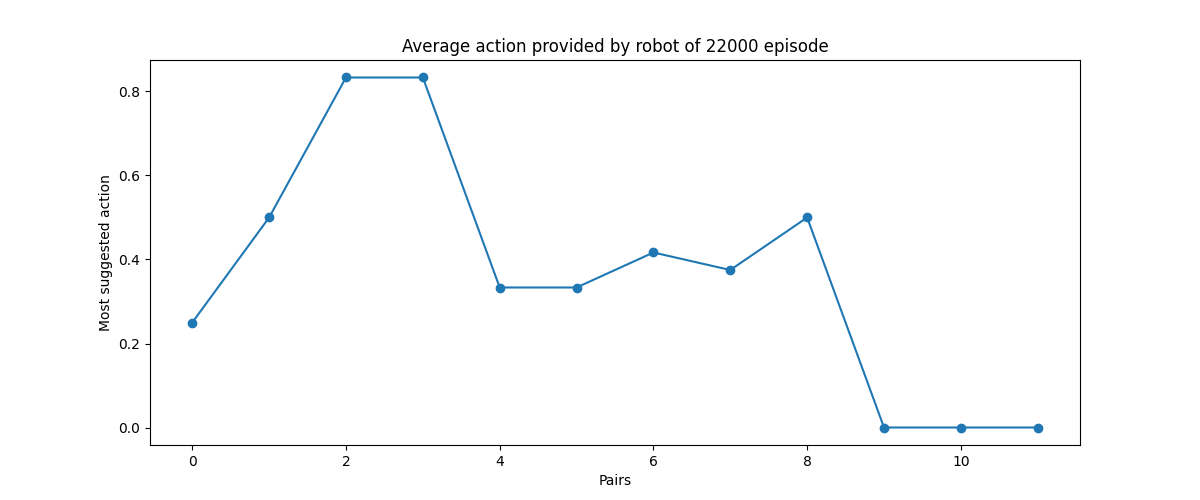 Average action provided by robot of 22000 episode
Most suggested action
0.8
0.6
0.4
0.2
0.0
0 2 4 6 8 10
Pairs